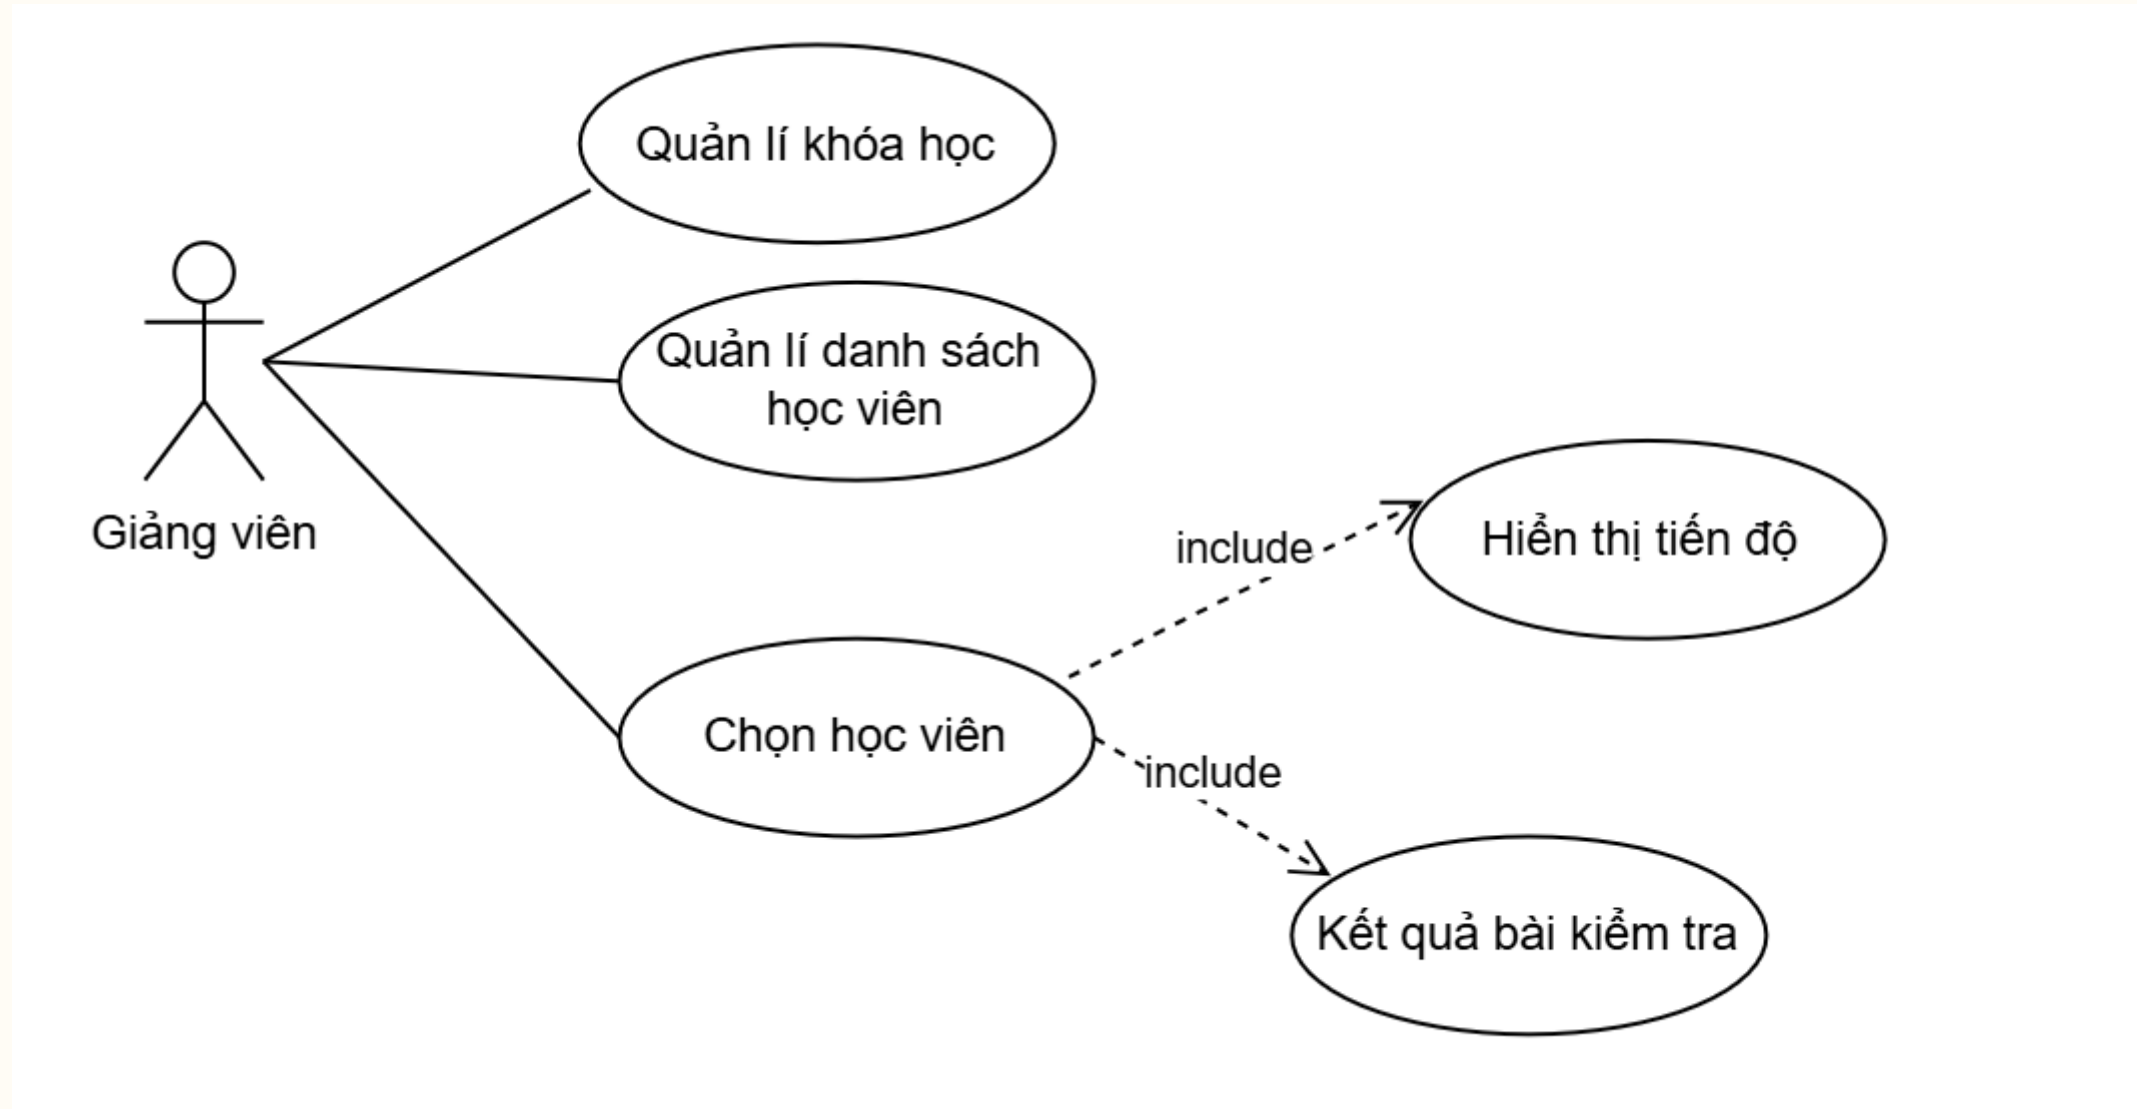 Quản lí khóa học
Quản lí danh sách
học viên
Giảng viên
include
Hiển thị tiến độ
Chọn học viên
include
Kết quả bài kiểm tra